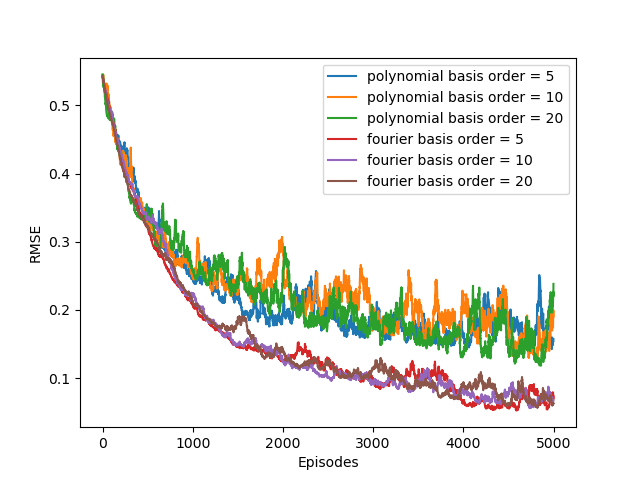 polynomial basis order = 5
polynomial basis order = 10
polynomial basis order = 20
fourier basis order = 5
fourier basis order = 10
fourier basis order = 20
0.5
0.4
0.3
0.2
0.1
RMSE
0 1000 2000 3000 4000 5000
Episodes